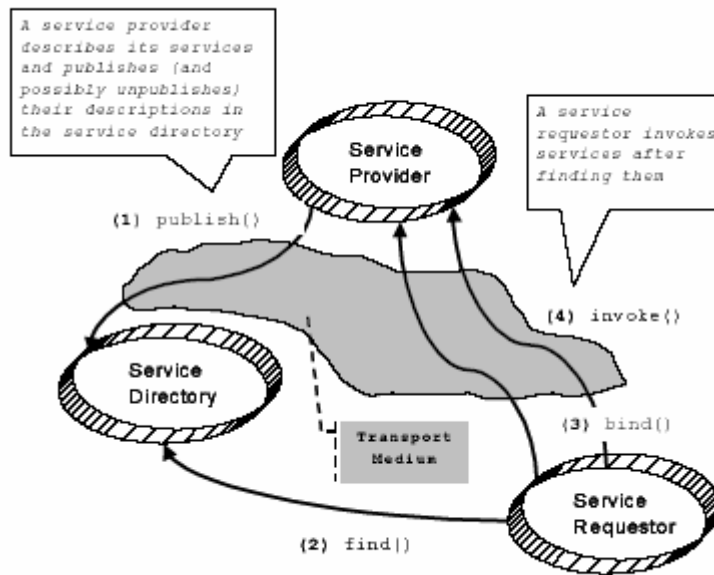 A service provider
describes its services
and publishes (and
possibly unpublishes)
their descriptions in
the service directory
A service
requestor invokes
services after
finding them
Service
Provider
(1) publish()
(4) invoke()
Service
Directory
Transport
Medium
(3) bind()
Service
Requestor
(2) find()